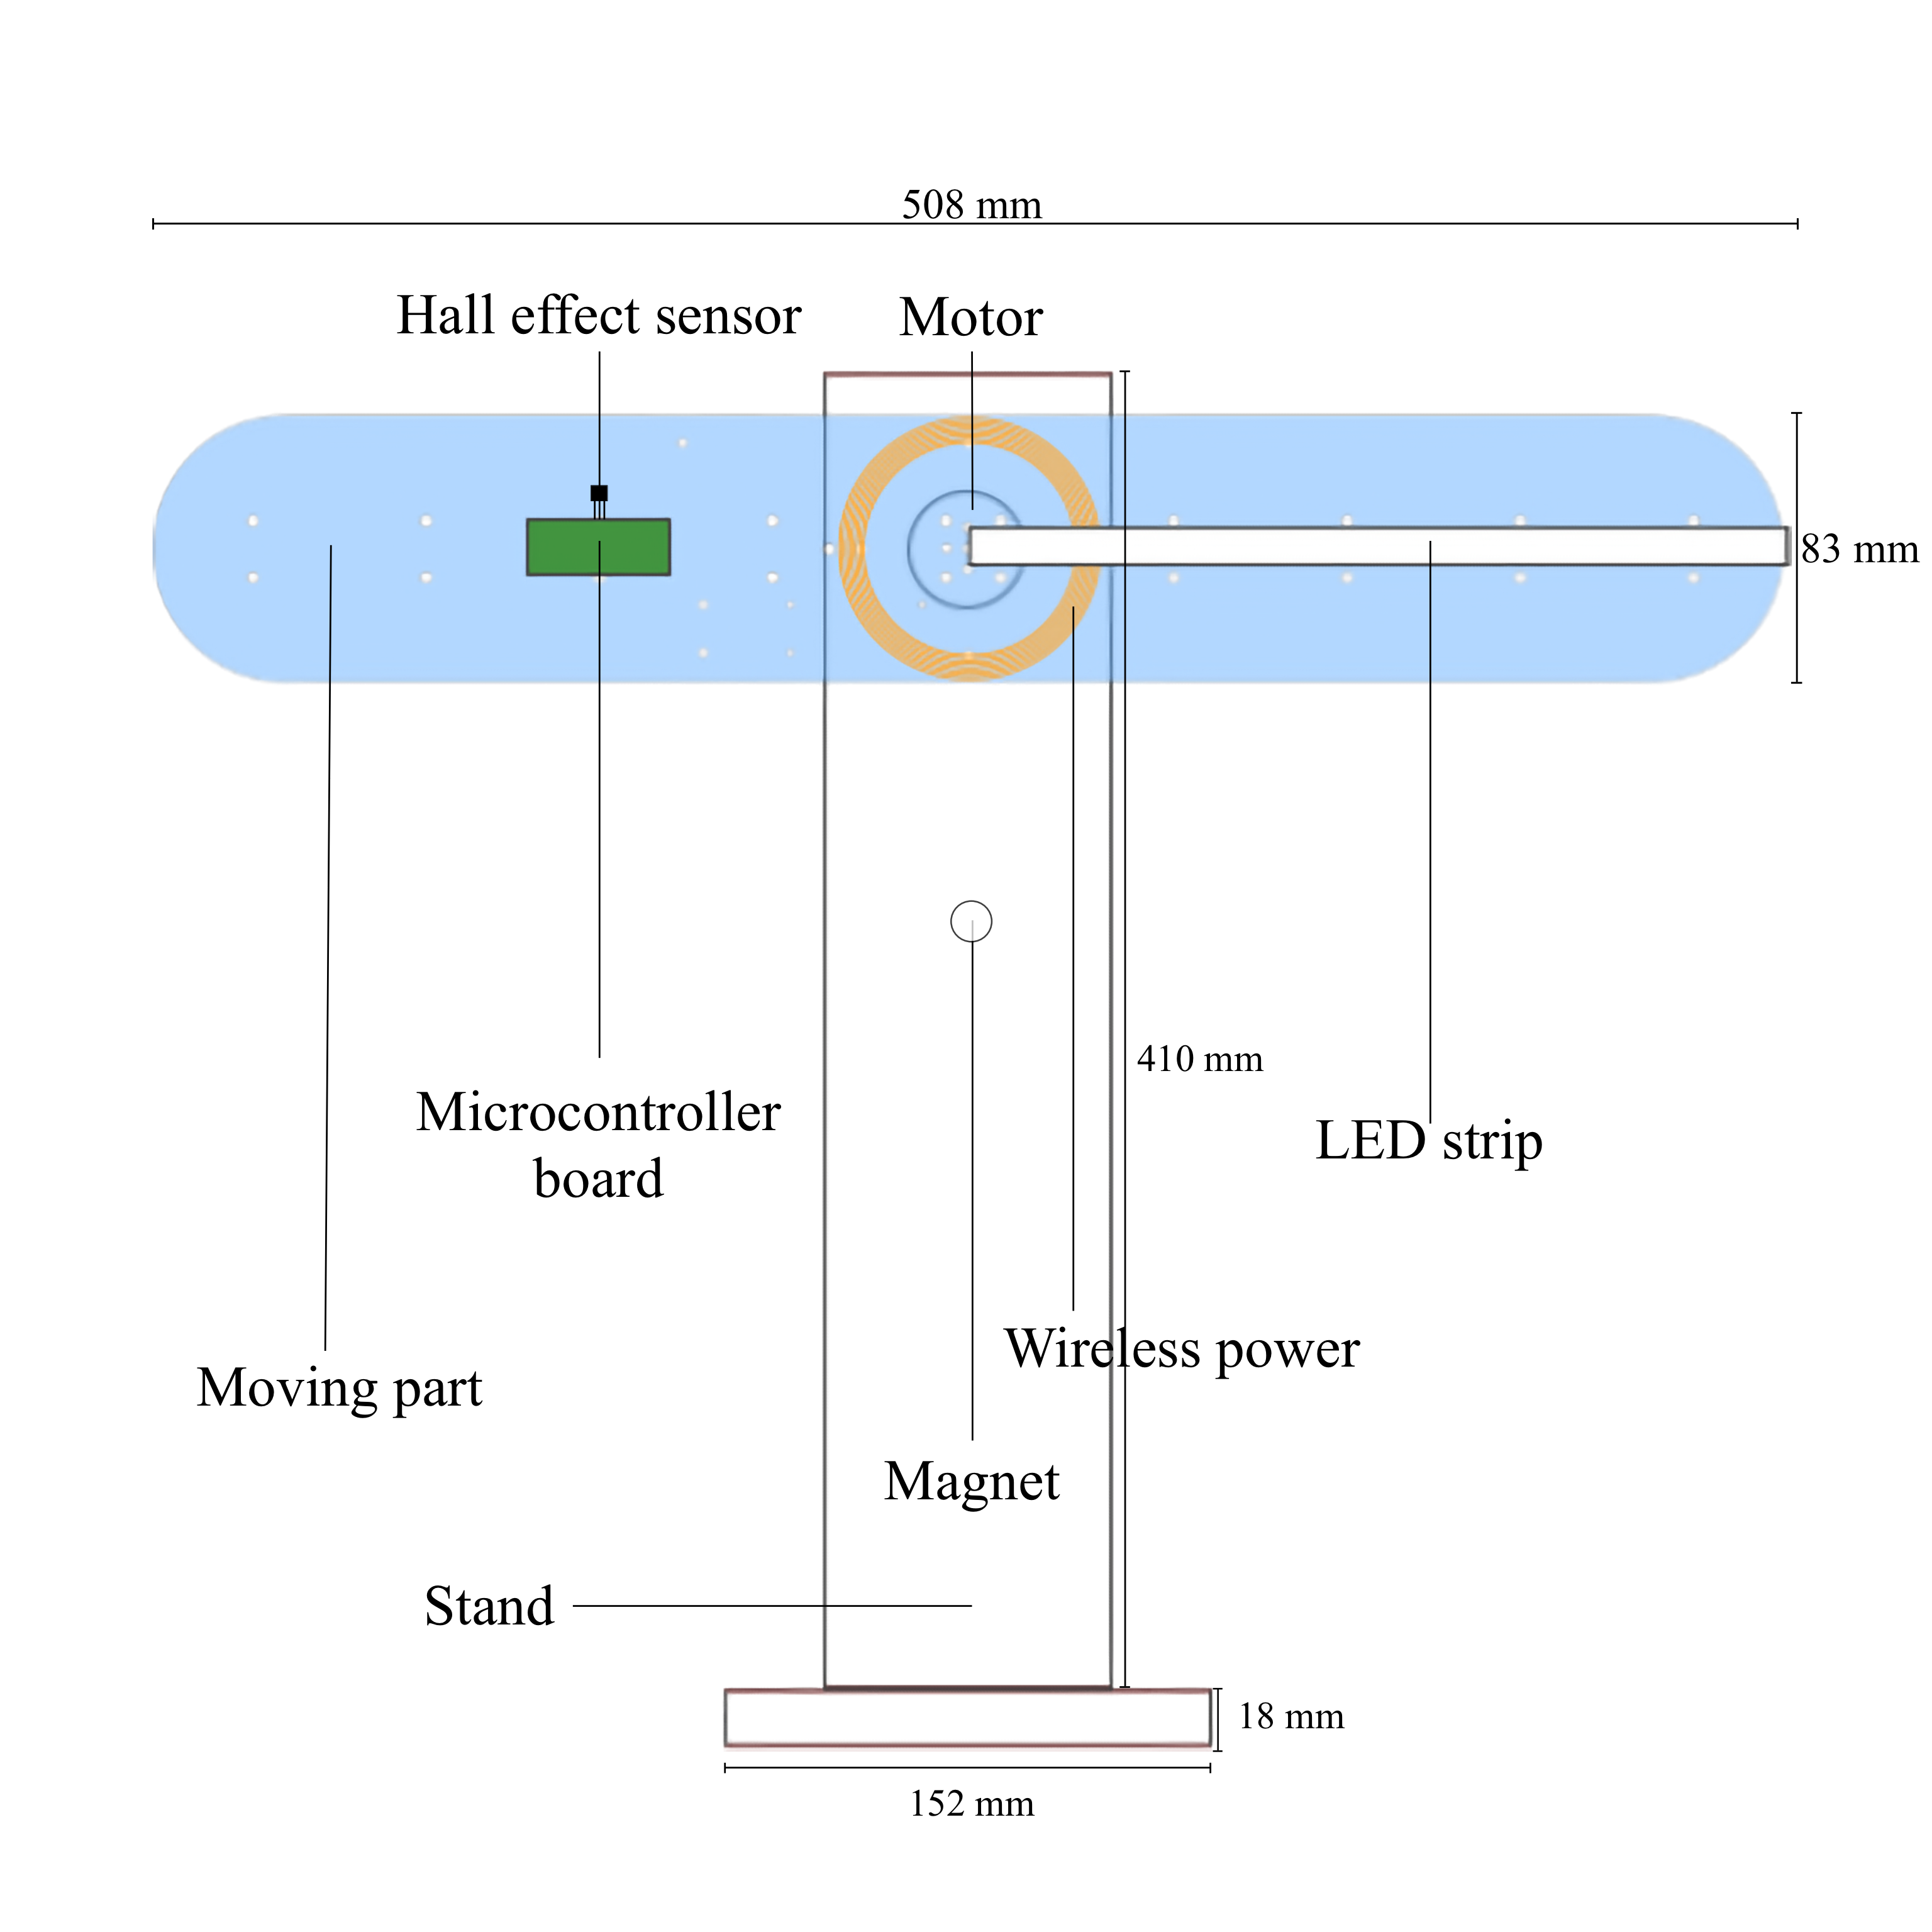 508 mm
Hall effect sensor
Motor
83 mm
410 mm
Microcontroller
board
LED strip
Wireless power
Moving part
Magnet
Stand
18 mm
152 mm